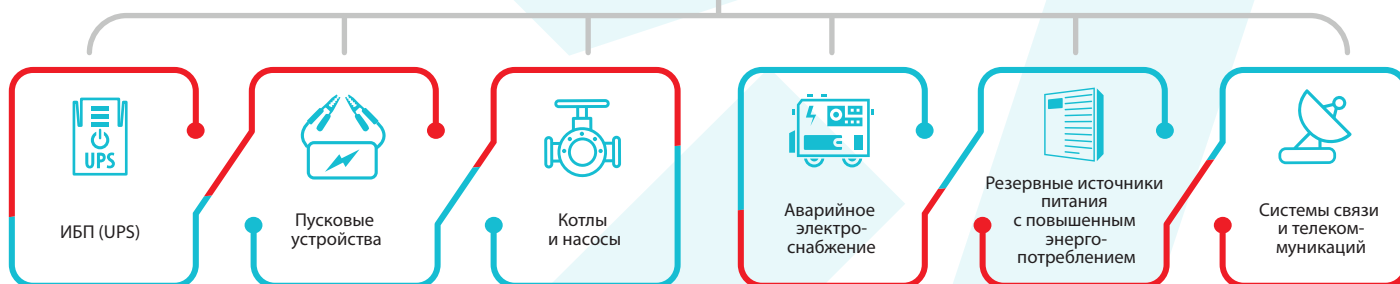 UPS
ИБП (UPS)
Пусковые
устройства
Котлы
и насосы
Аварийное
электро-
снабжение
Резервные источники
питания
с повышенным
энерго-
потреблением
Системы связи
и телеком-
муникаций